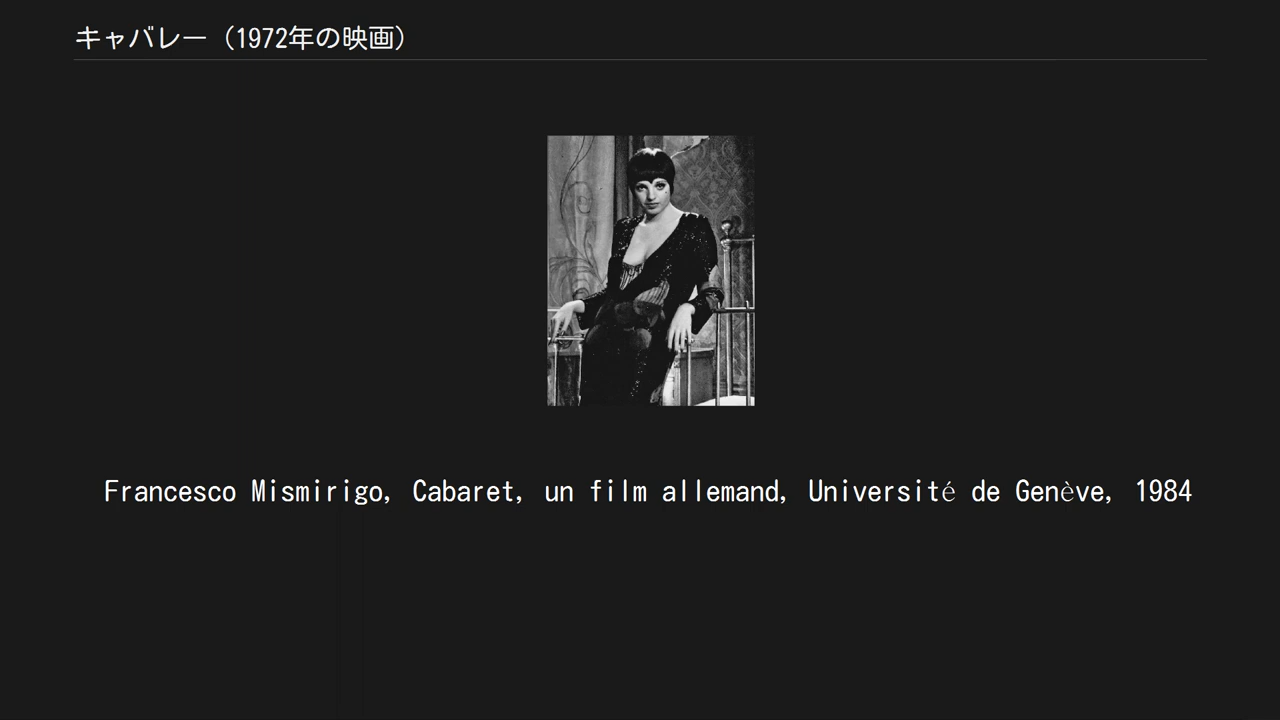 キャバレー（1972年の映画）
Francesco Mismirigo, Cabaret, un film allemand, Université de Genève, 1984